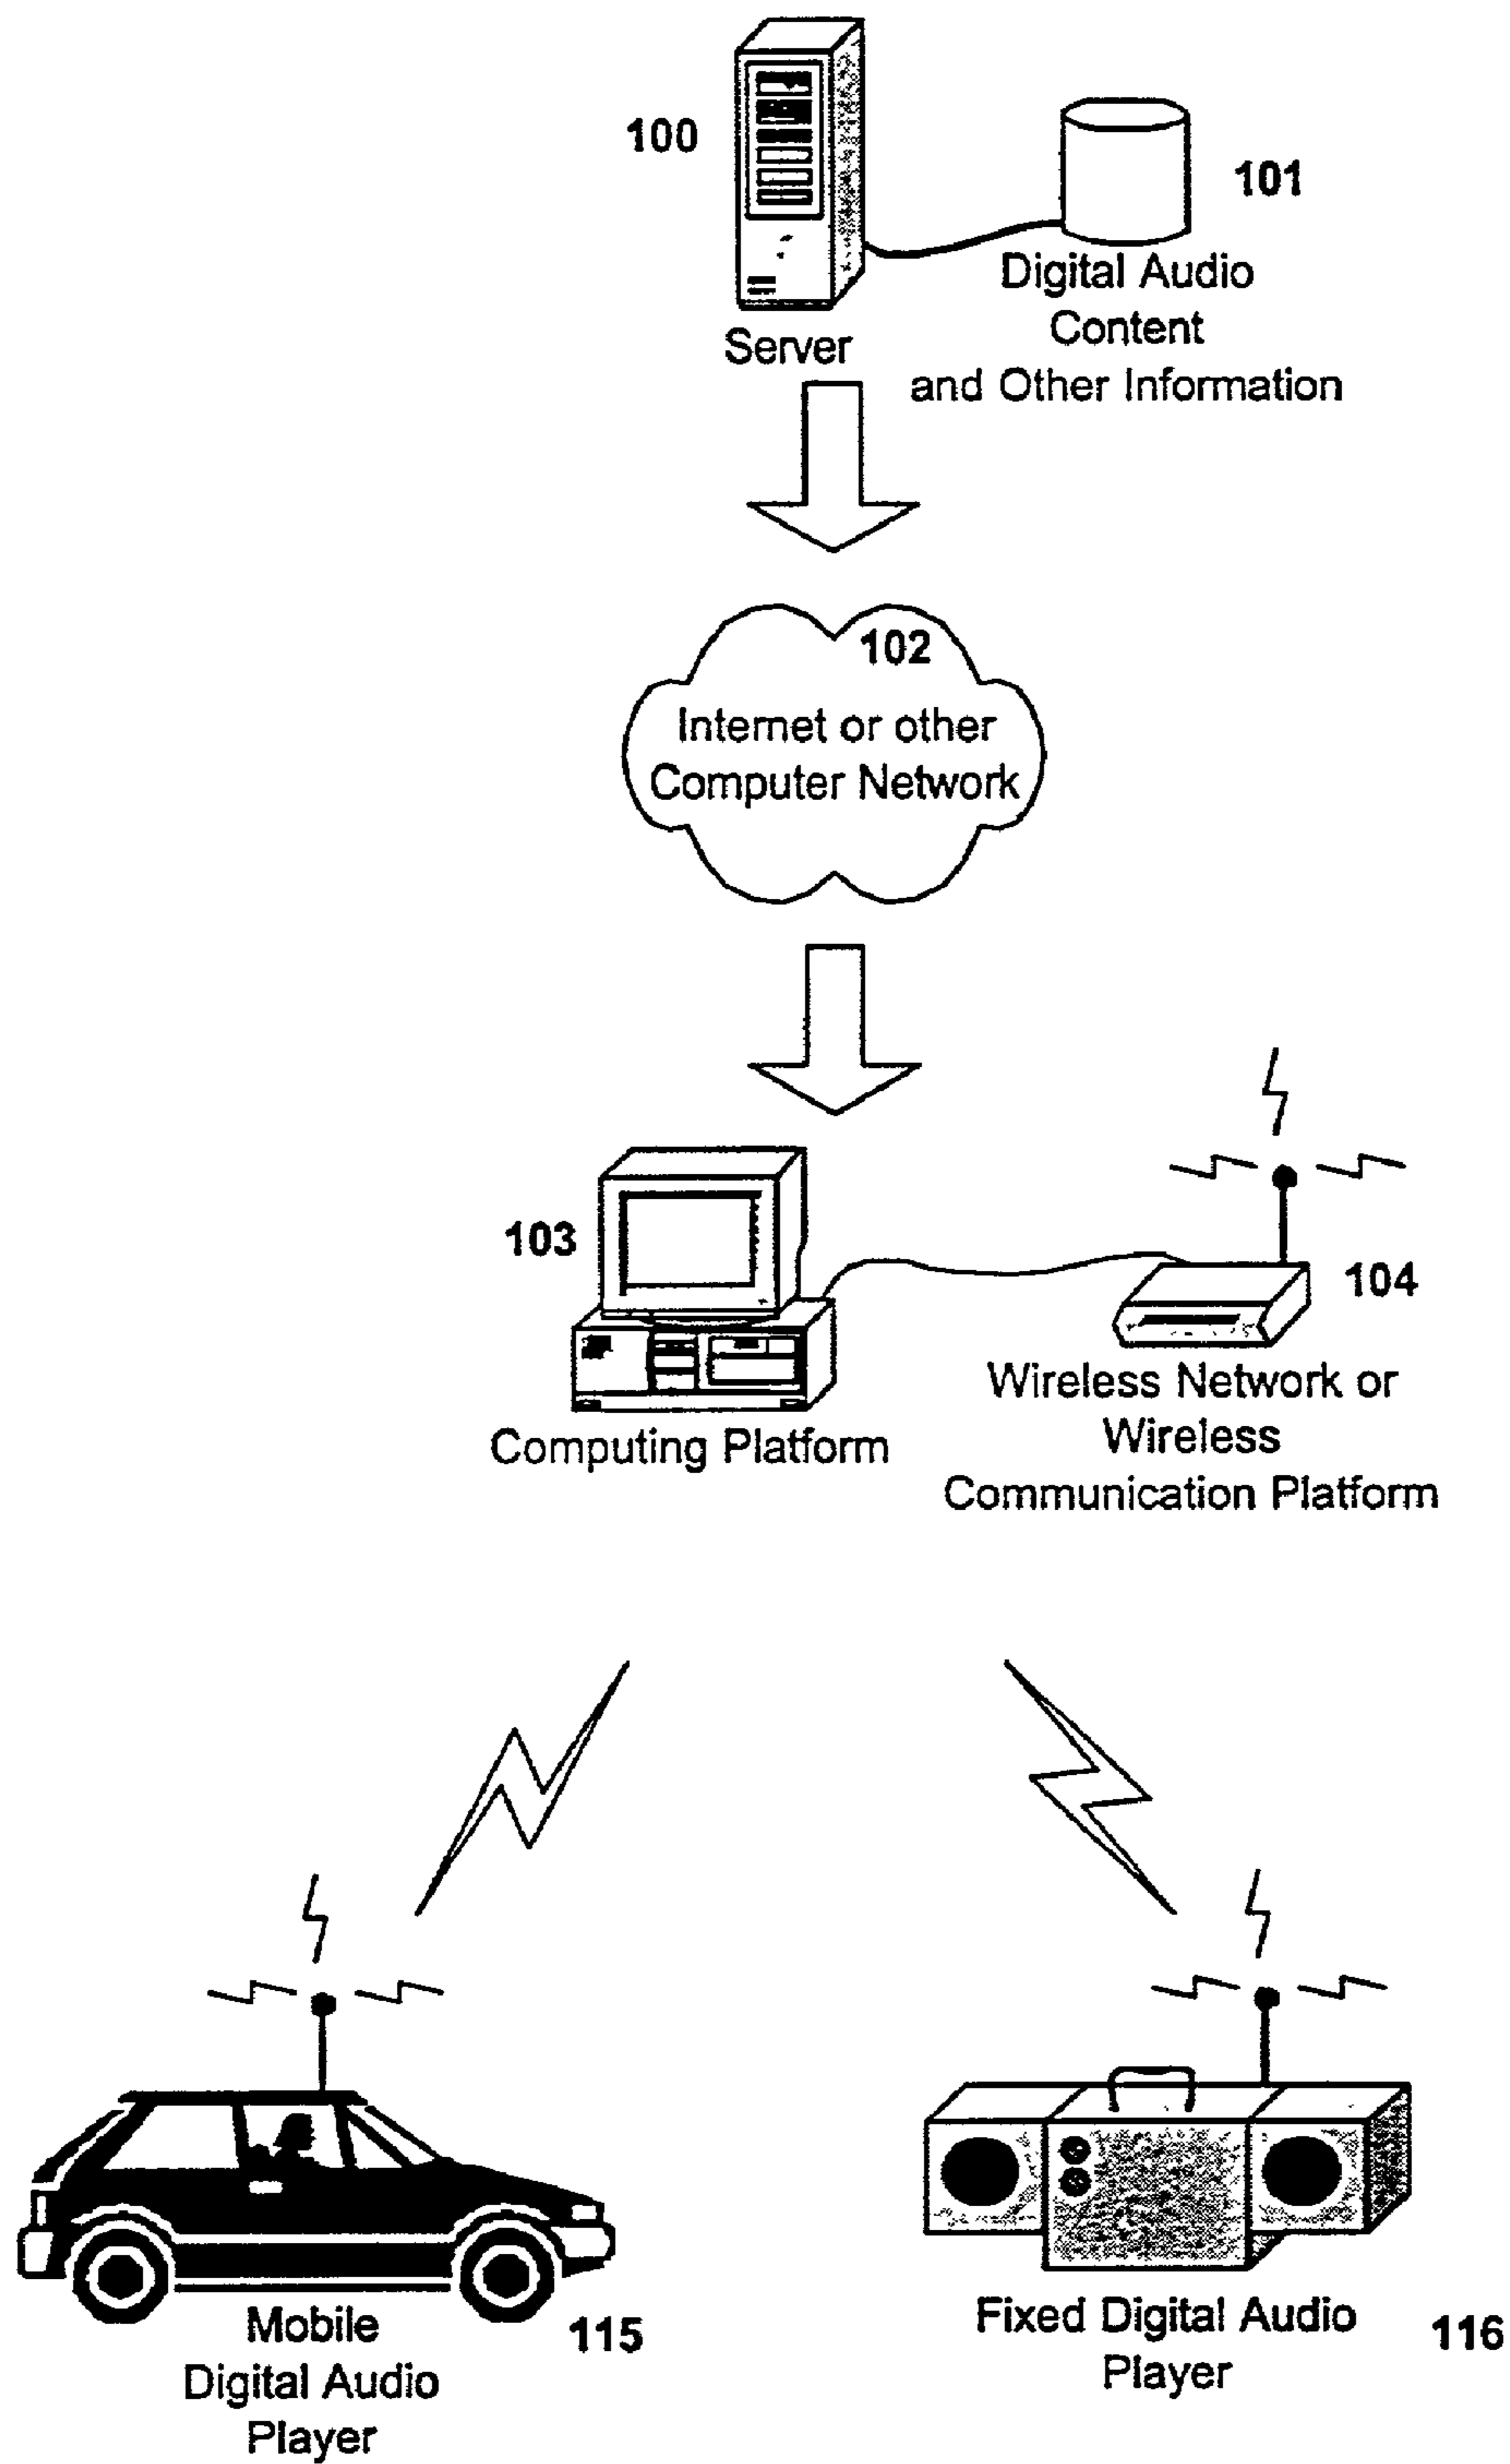 100
101
Digital Audio
Content
and Other Information
Server
102
Internet or other
Computer Network
103
104
Computing Platform
Wireless Network or
Wireless
Communication Platform
Mobile
Digital Audio
Player
115
Fixed Digital Audio
Player
116